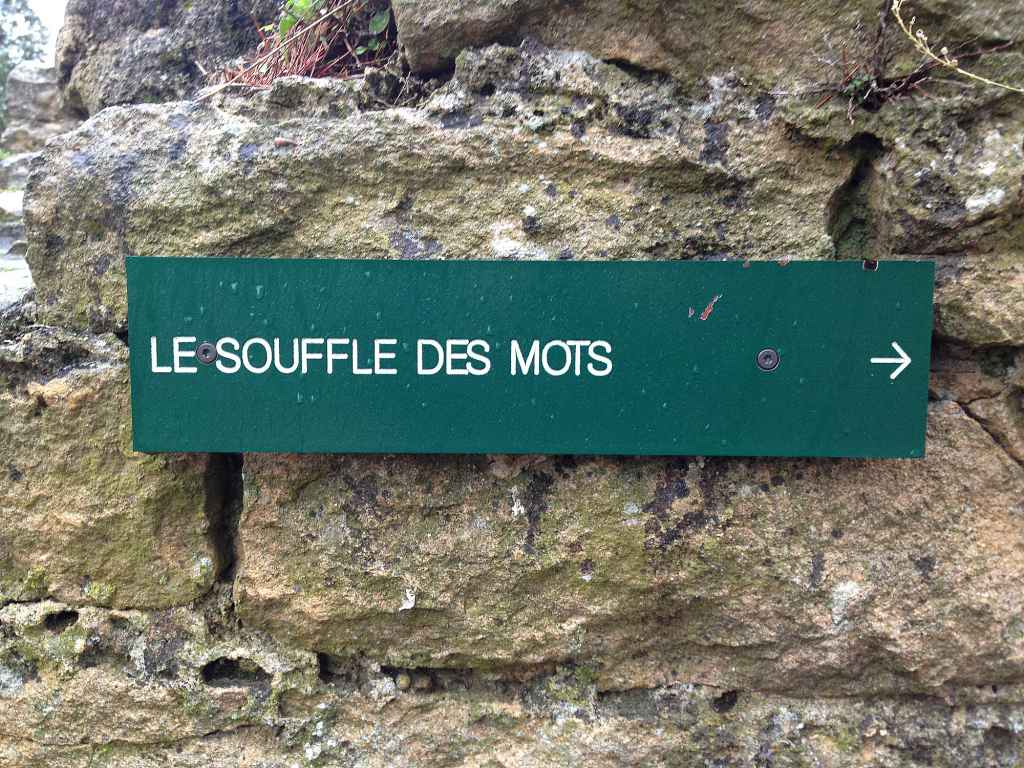 LE SOUFFLE DES MOTS →